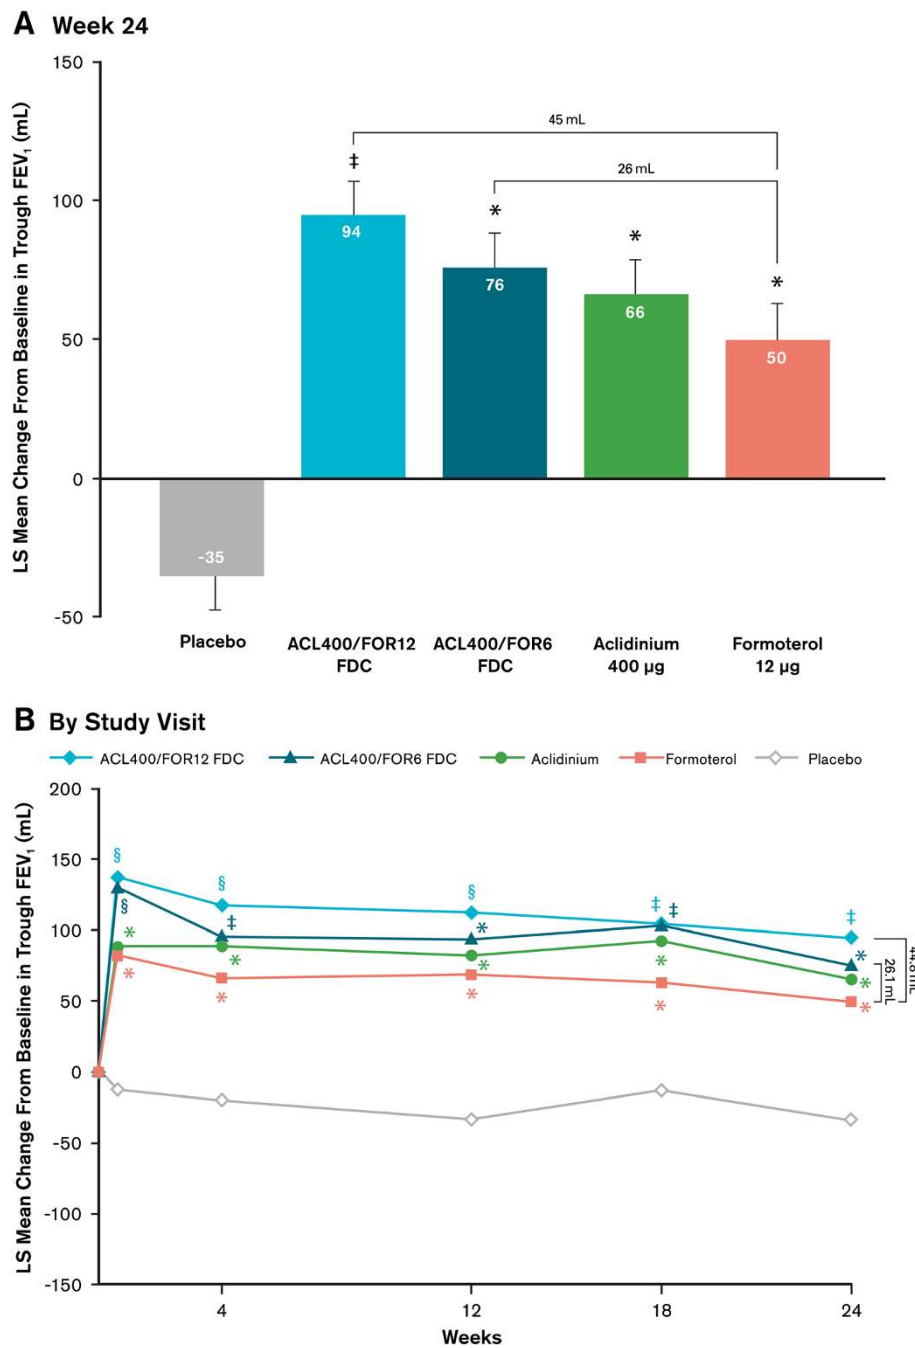 A Week 24
LS Mean Change From Baseline in Trough FEV₁ (mL)
150
100
50
0
-50
45 mL
26 mL
‡
*
*
*
94
76
66
50
-35
Placebo
ACL400/FOR12
FDC
ACL400/FOR6
FDC
Aclidinium
400 µg
Formoterol
12 µg
B By Study Visit
ACL400/FOR12 FDC
ACL400/FOR6 FDC
Aclidinium
Formoterol
Placebo
LS Mean Change From Baseline in Trough FEV₁ (mL)
200
150
100
50
0
-50
-100
-150
§
§
§
‡
‡
§
‡
*
‡
*
*
*
*
*
*
*
*
*
*
*
26.1 mL
44.8 mL
4
12
18
24
Weeks